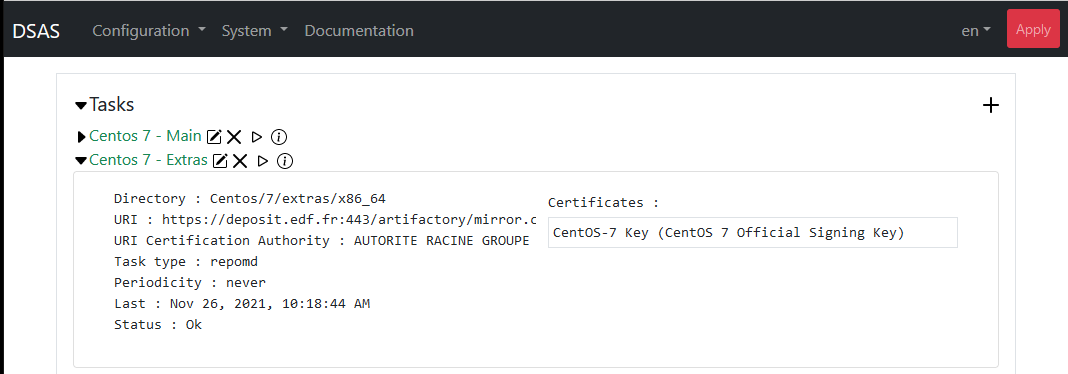 DSAS Configuration System Documentation en Apply
Tasks
Centos 7 - Main
Centos 7 - Extras
Directory : Centos/7/extras/x86_64
URI : https://deposit.edf.fr:443/artifactory/mirror.c
URI Certification Authority : AUTORITE RACINE GROUPE
Task type : repomd
Periodicity : never
Last : Nov 26, 2021, 10:18:44 AM
Status : Ok
Certificates :
CentOS-7 Key (CentOS 7 Official Signing Key)